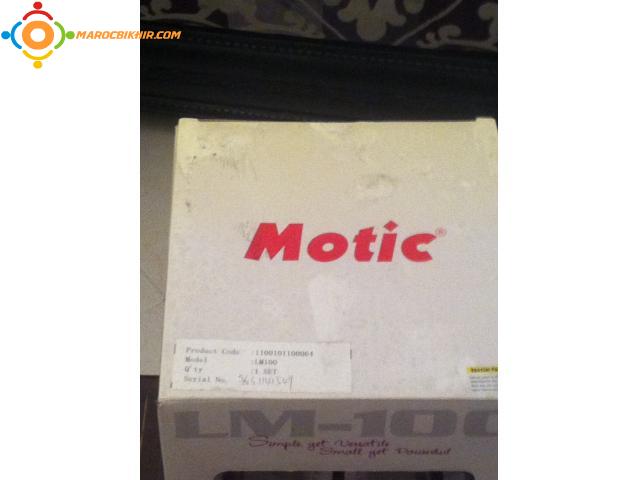 MAROCBIKHIR.COM
Motic®
Product Code :1100101100064
Model :LM100
Q'ty :1 SET
Serial No.
LM-100
Simple yet Versatile
Small yet Powerful